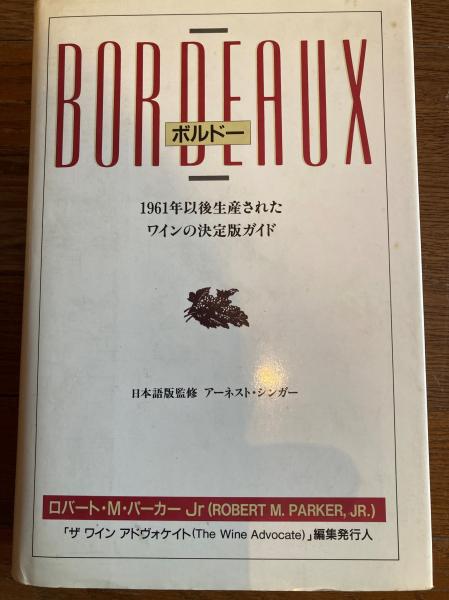 BORDEAUX
ボルドー
1961年以後生産された
ワインの決定版ガイド
日本語版監修 アーネスト・シンガー
ロバート・M・パーカー Jr (ROBERT M. PARKER, JR.)
「ザ ワイン アドヴォケイト(The Wine Advocate)」編集発行人